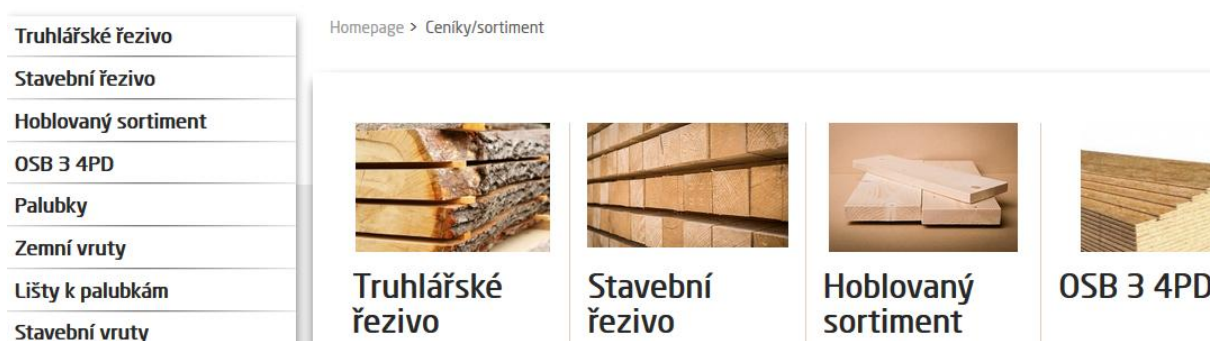 Truhlářské řezivo
Stavební řezivo
Hoblovaný sortiment
OSB 3 4PD
Palubky
Zemní vruty
Lišty k palubkám
Stavební vruty
Homepage > Ceníky/sortiment
Truhlářské
řezivo
Stavební
řezivo
Hoblovaný
sortiment
OSB 3 4PD